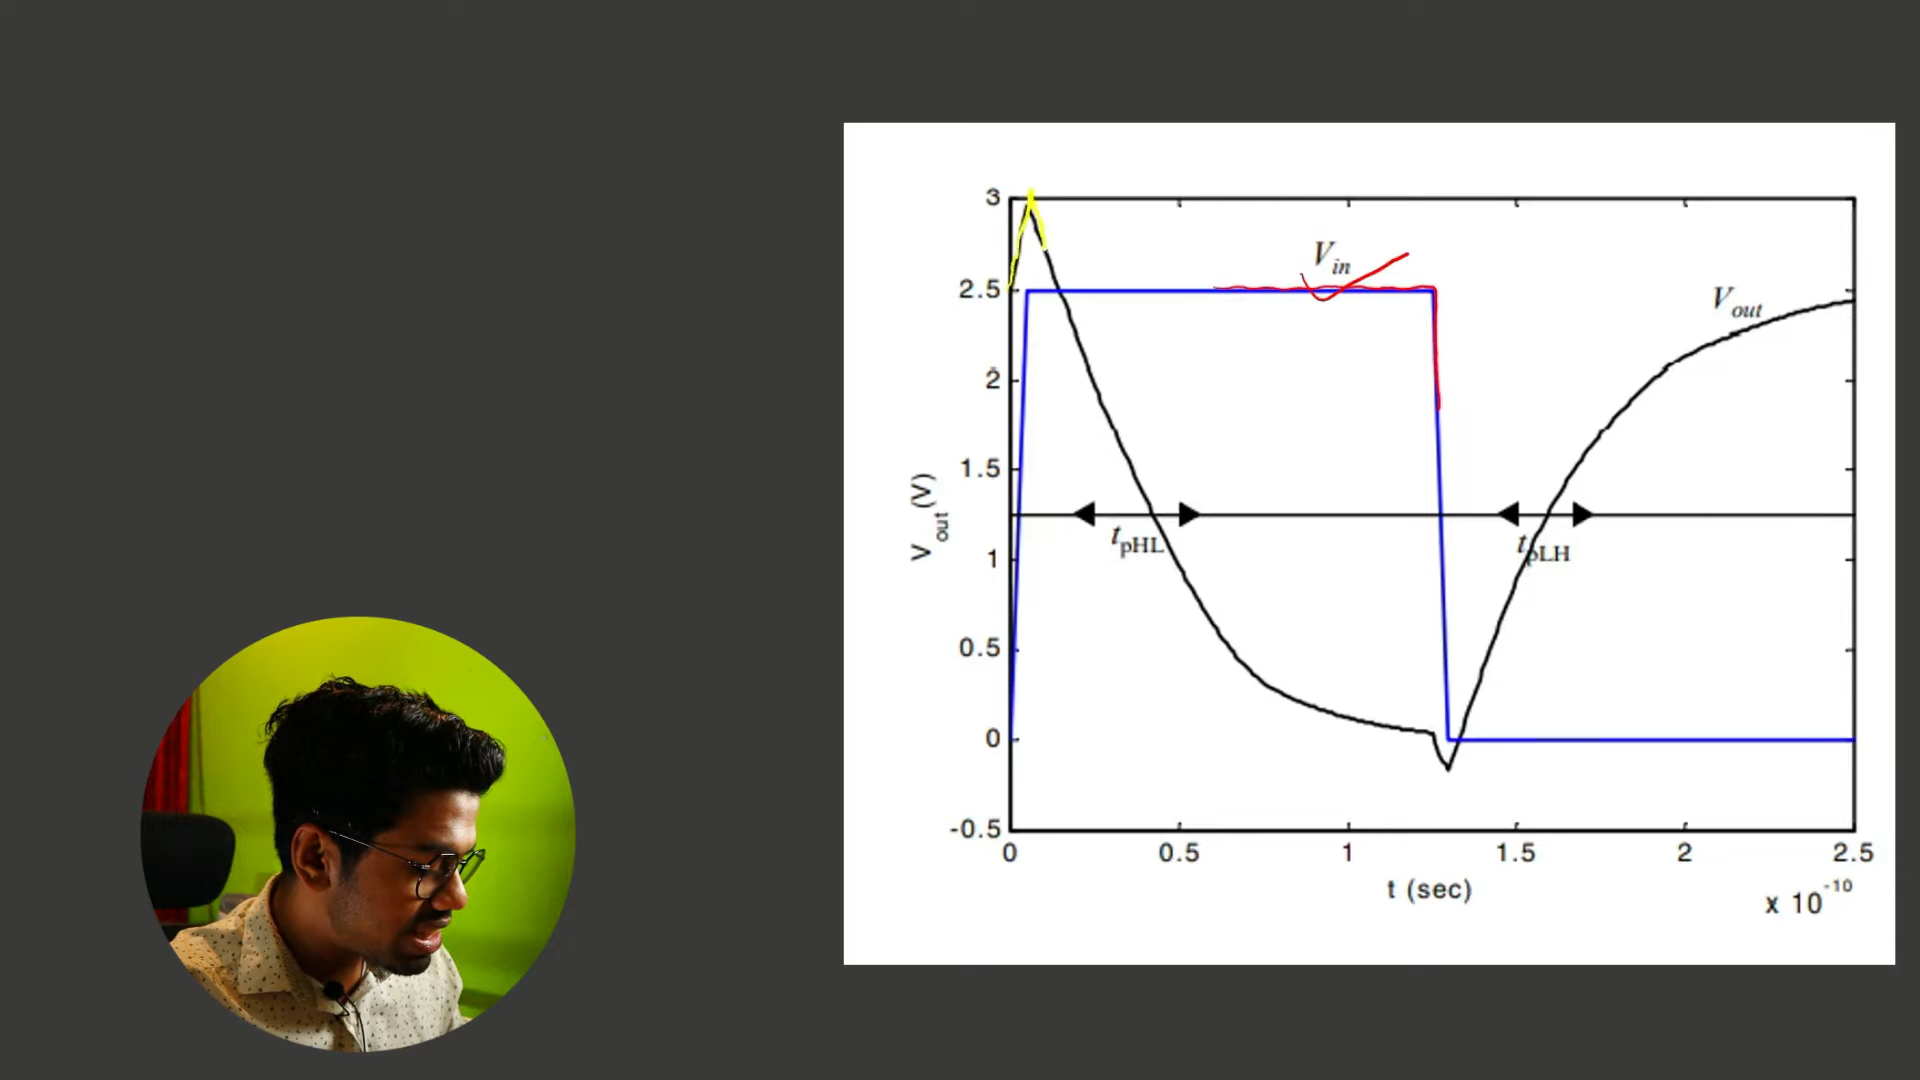 3
V_in
2.5
V_out
2
1.5
V_out (V)
t_pHL
t_pLH
1
0.5
0
-0.5
0 0.5 1 1.5 2 2.5
t (sec)
x 10^-10